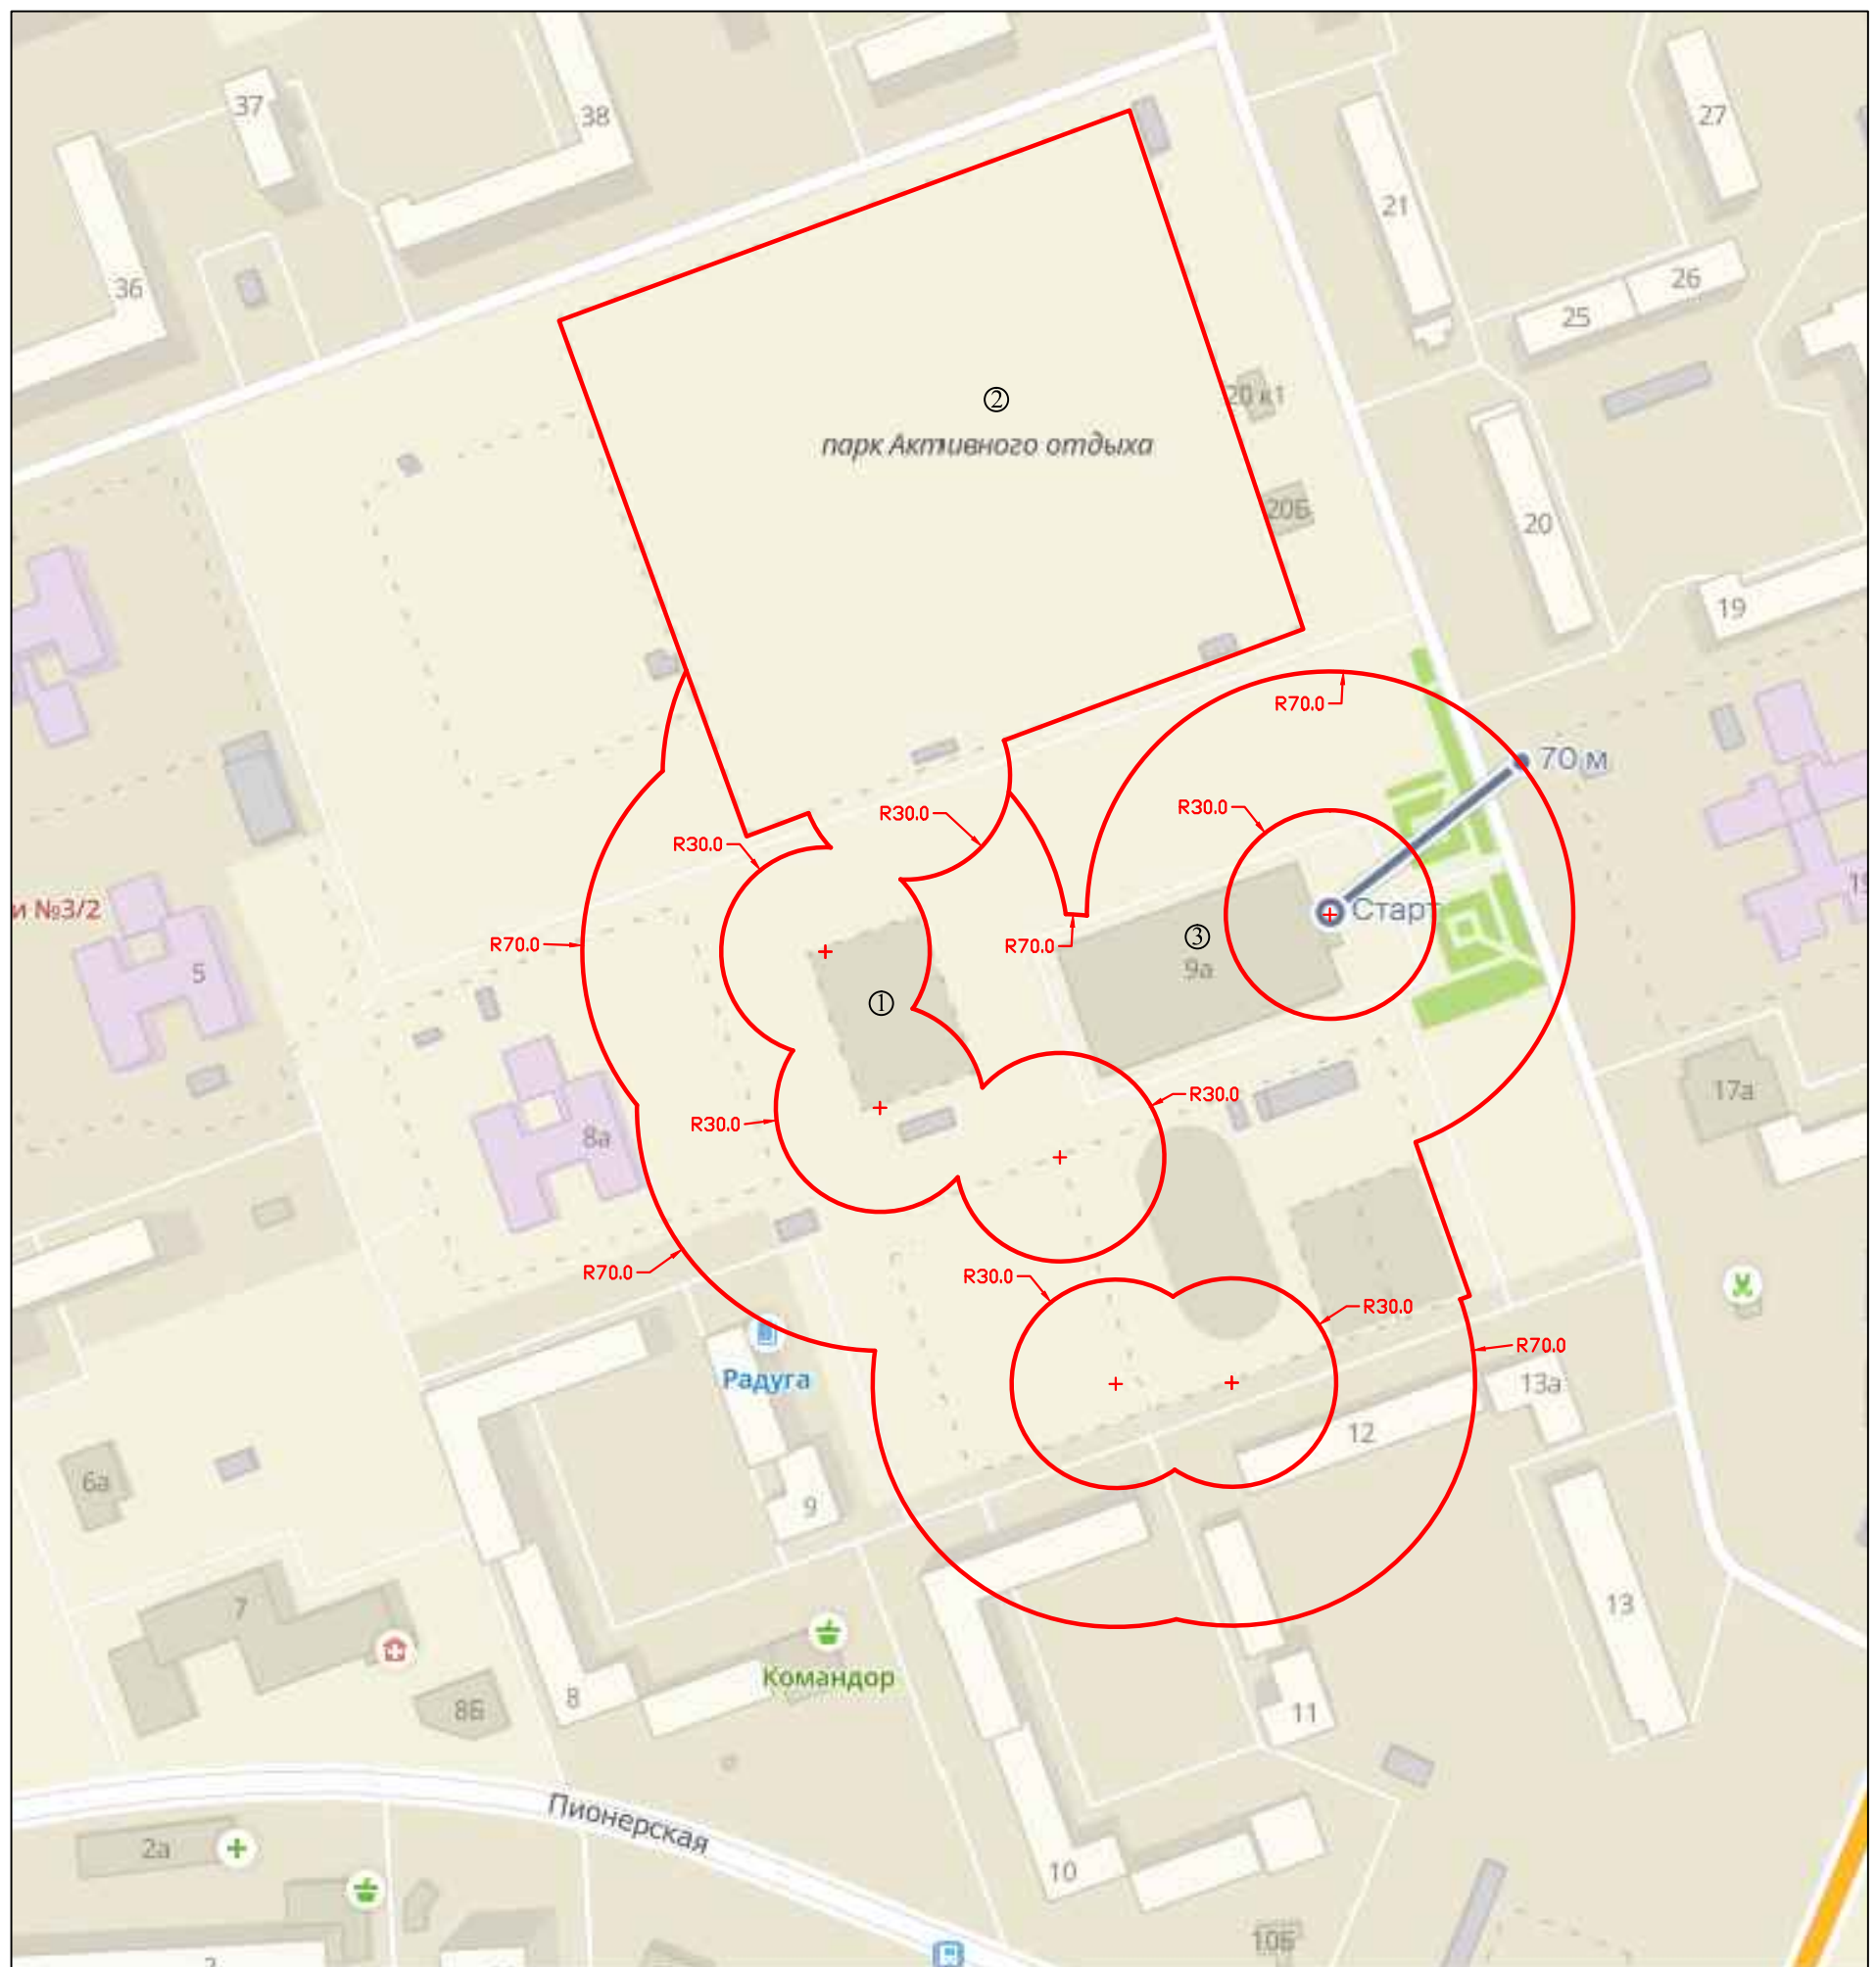 37
38
27
21
36
26
25
②
20 к1
парк Активного отдыха
20Б
20
19
R70.0
70 м
R30.0
R30.0
R30.0
и №3/2
Старт
R70.0
R70.0
③
9а
5
①
17а
R30.0
R30.0
8а
R70.0
R30.0
R30.0
R70.0
Радуга
13а
12
6а
9
7
13
Командор
8
8Б
11
Пионерская
2а
10
10Б